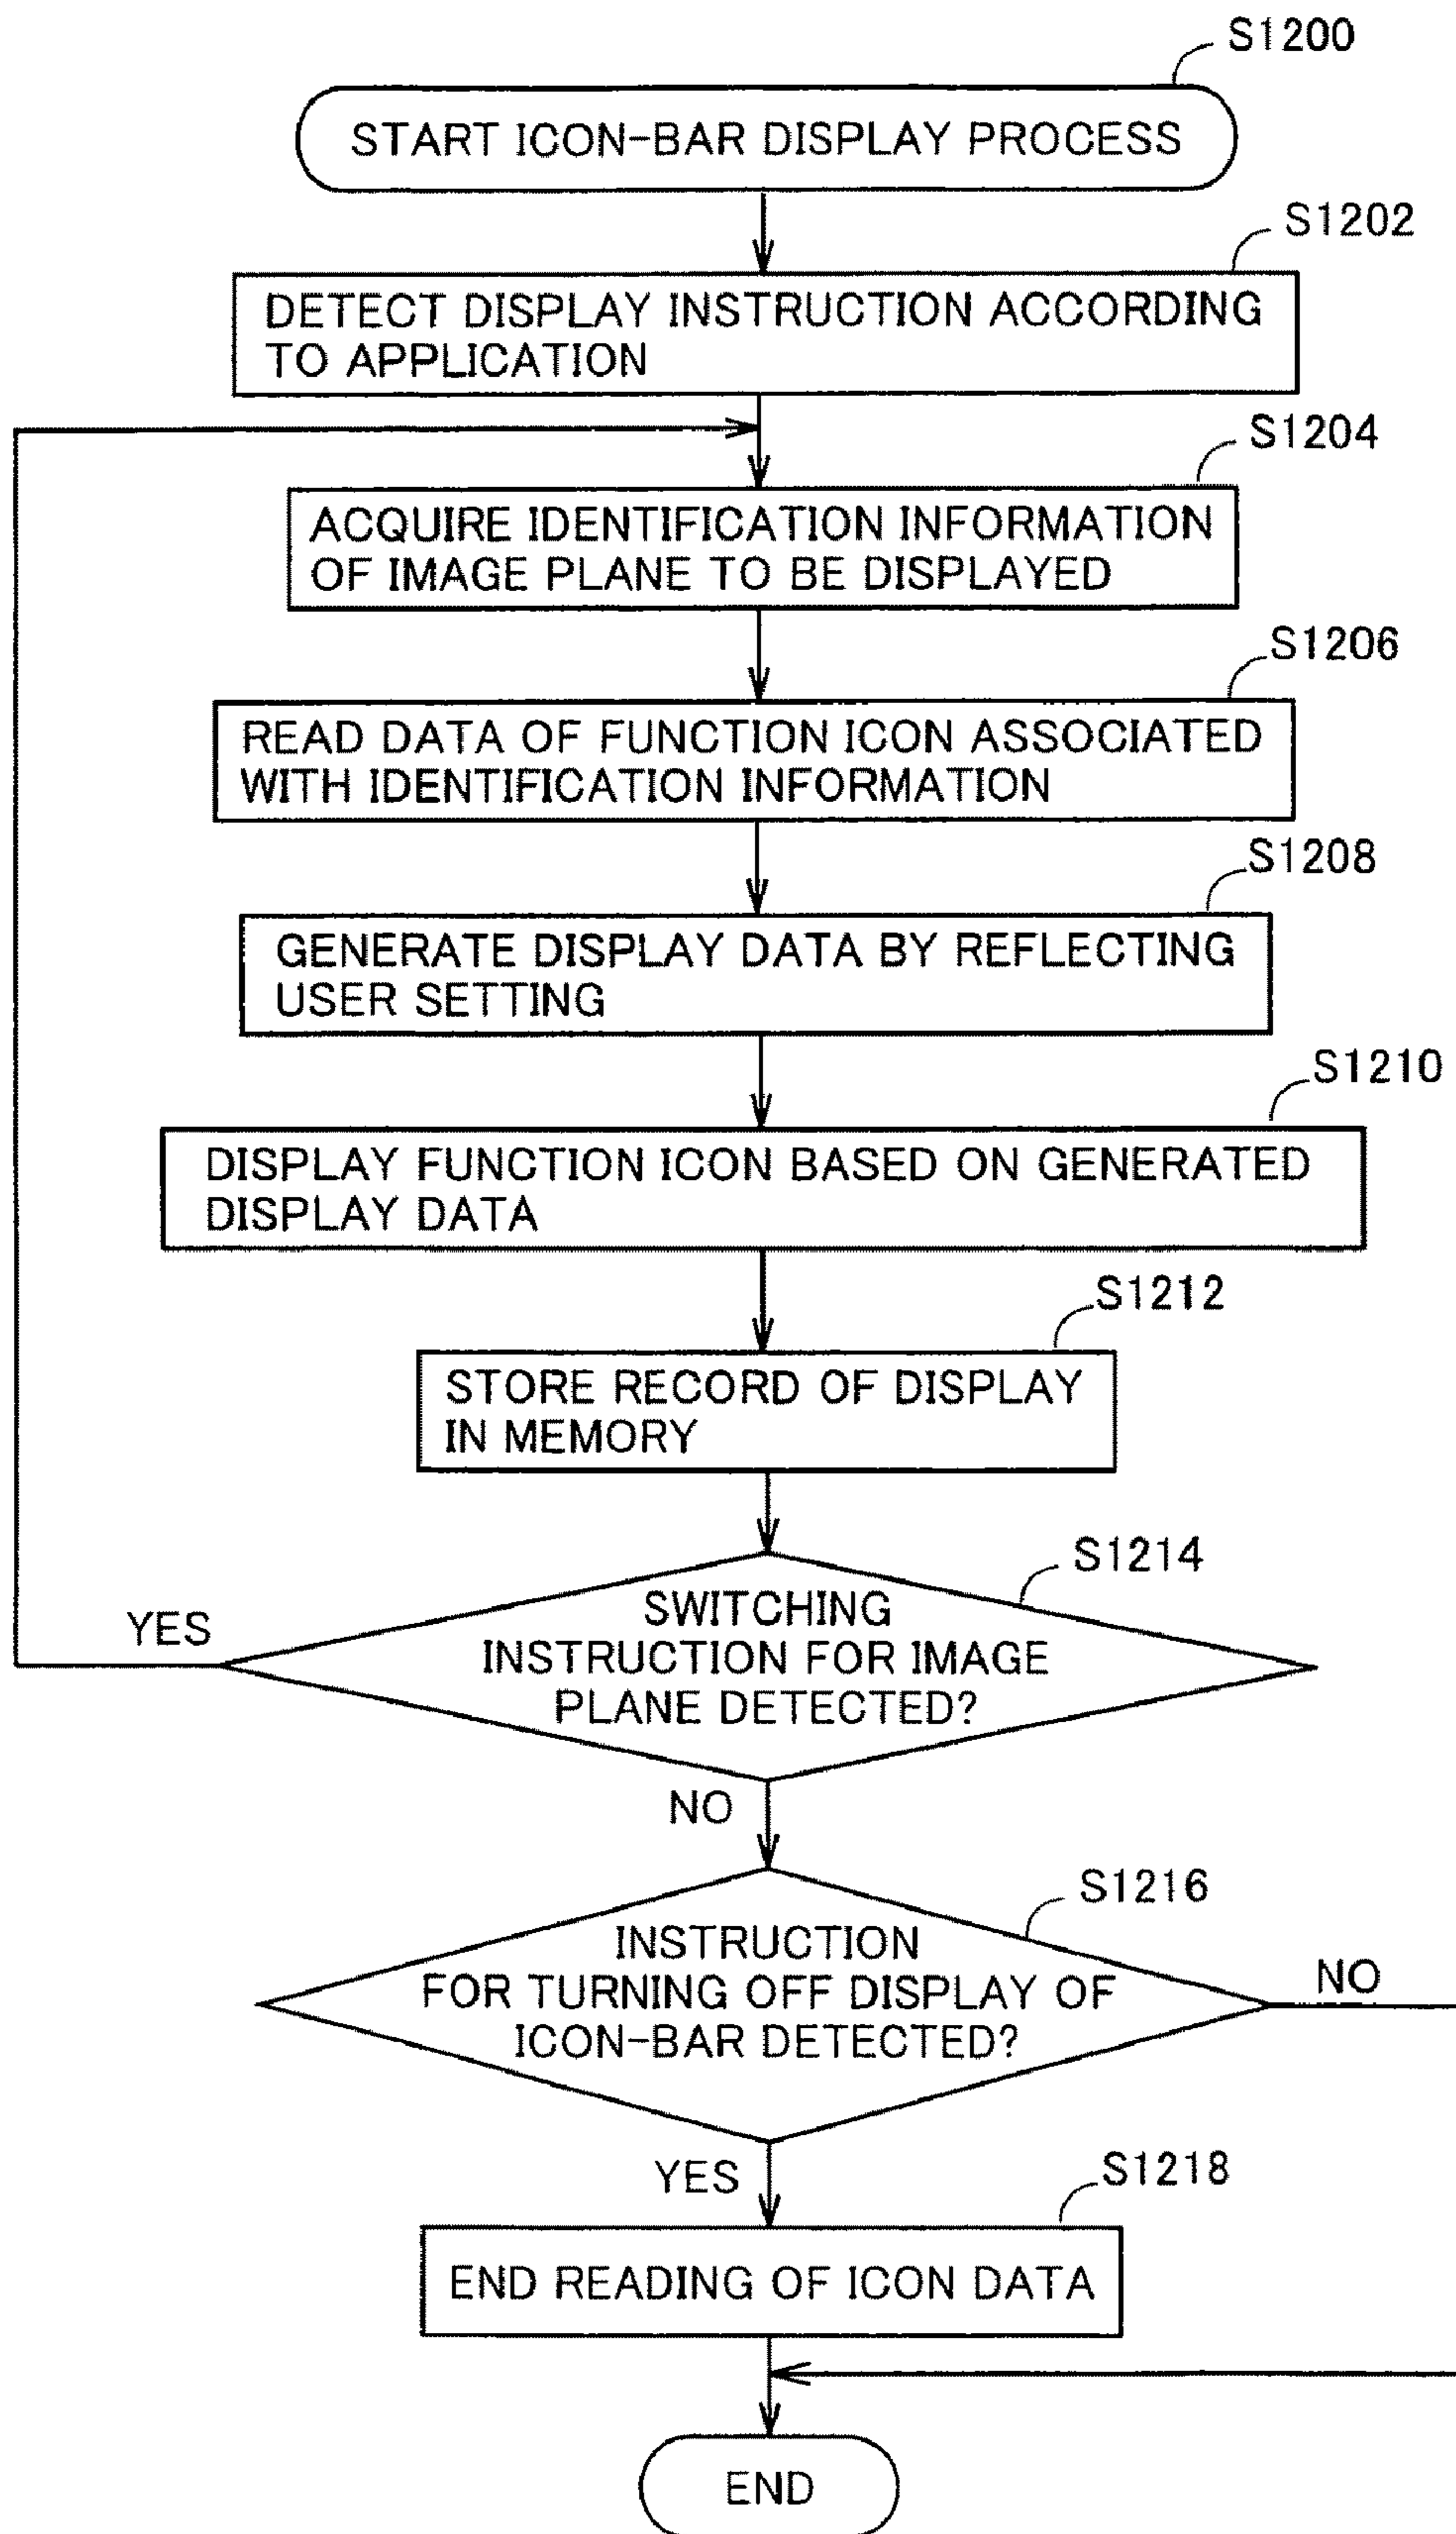 S1200
START ICON-BAR DISPLAY PROCESS
S1202
DETECT DISPLAY INSTRUCTION ACCORDING
TO APPLICATION
S1204
ACQUIRE IDENTIFICATION INFORMATION
OF IMAGE PLANE TO BE DISPLAYED
S1206
READ DATA OF FUNCTION ICON ASSOCIATED
WITH IDENTIFICATION INFORMATION
S1208
GENERATE DISPLAY DATA BY REFLECTING
USER SETTING
S1210
DISPLAY FUNCTION ICON BASED ON GENERATED
DISPLAY DATA
S1212
STORE RECORD OF DISPLAY
IN MEMORY
S1214
YES
SWITCHING
INSTRUCTION FOR IMAGE
PLANE DETECTED?
NO
S1216
INSTRUCTION
FOR TURNING OFF DISPLAY OF
ICON-BAR DETECTED?
NO
YES
S1218
END READING OF ICON DATA
END